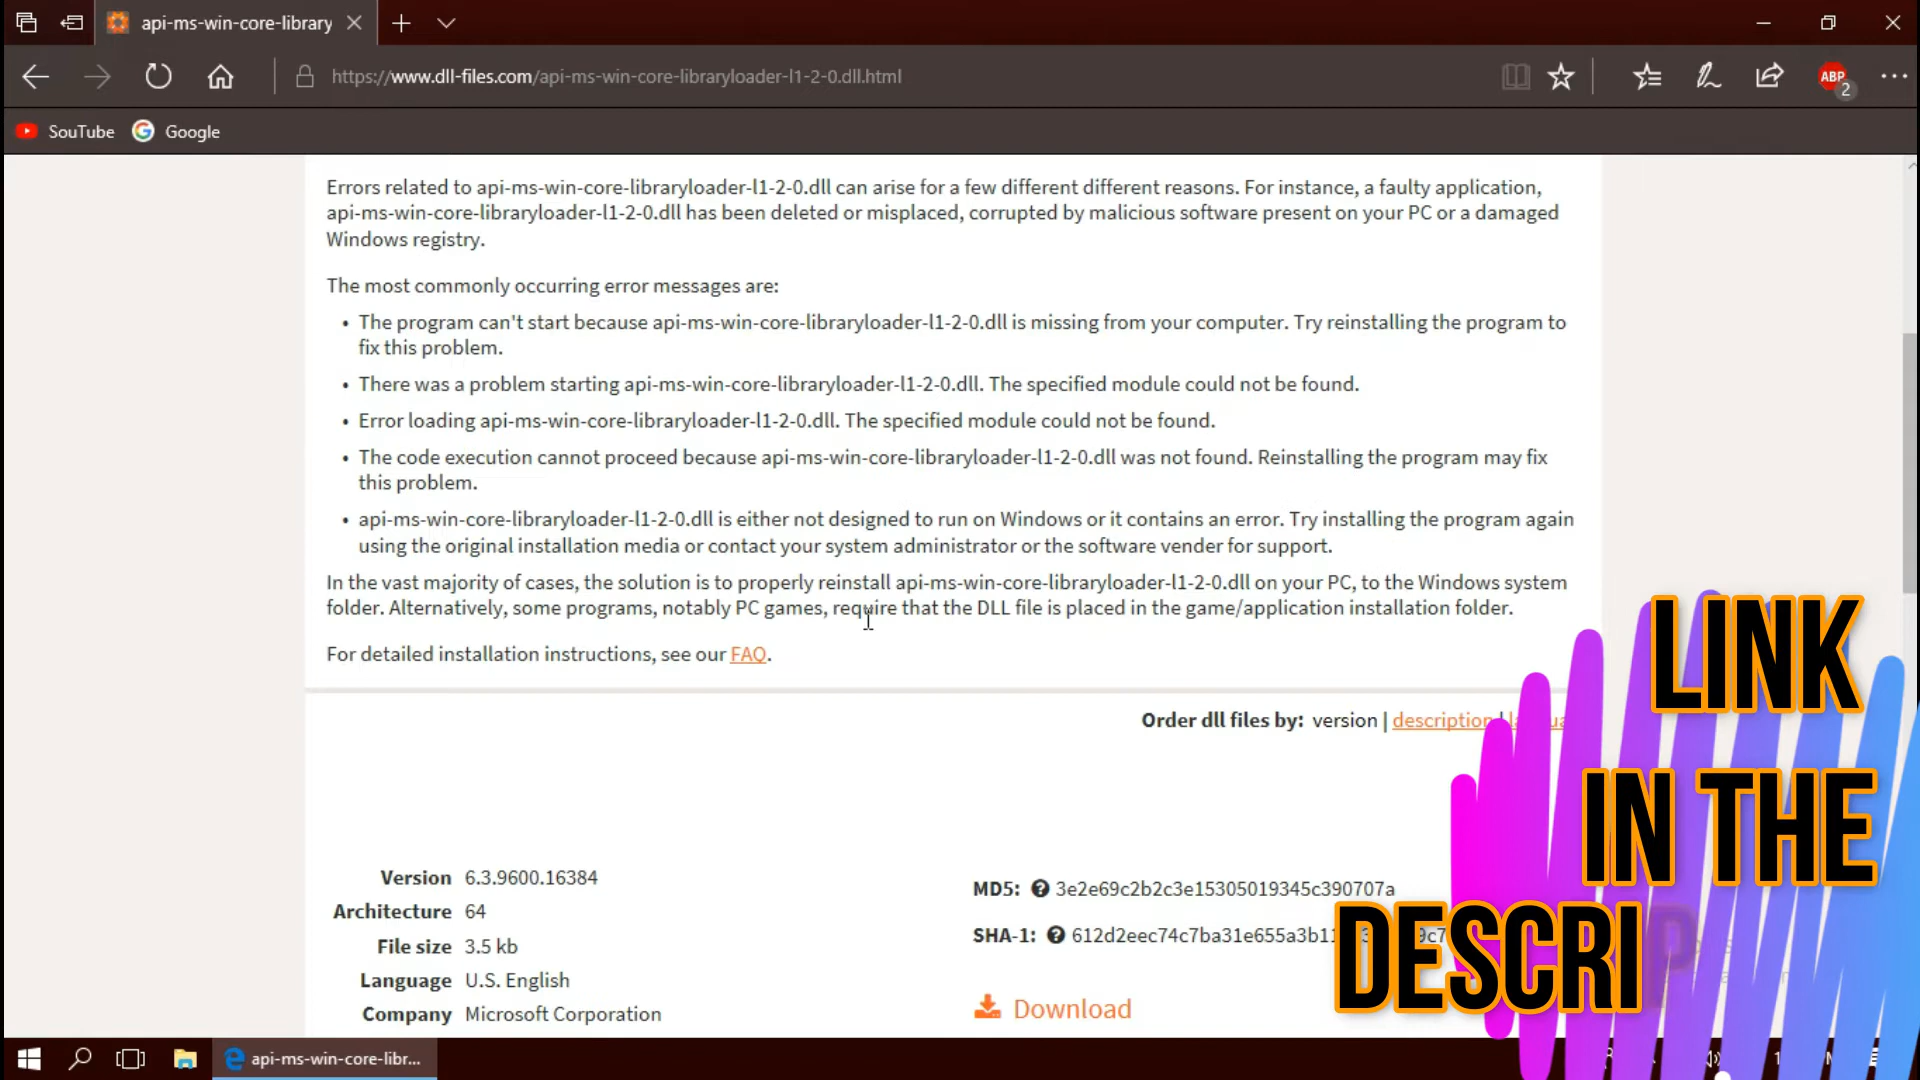 api-ms-win-core-library
https://www.dll-files.com/api-ms-win-core-libraryloader-l1-2-0.dll.html
ABP
2
SouTube
Google
Errors related to api-ms-win-core-libraryloader-l1-2-0.dll can arise for a few different different reasons. For instance, a faulty application,
api-ms-win-core-libraryloader-l1-2-0.dll has been deleted or misplaced, corrupted by malicious software present on your PC or a damaged
Windows registry.
The most commonly occurring error messages are:
• The program can't start because api-ms-win-core-libraryloader-l1-2-0.dll is missing from your computer. Try reinstalling the program to
fix this problem.
• There was a problem starting api-ms-win-core-libraryloader-l1-2-0.dll. The specified module could not be found.
• Error loading api-ms-win-core-libraryloader-l1-2-0.dll. The specified module could not be found.
• The code execution cannot proceed because api-ms-win-core-libraryloader-l1-2-0.dll was not found. Reinstalling the program may fix
this problem.
• api-ms-win-core-libraryloader-l1-2-0.dll is either not designed to run on Windows or it contains an error. Try installing the program again
using the original installation media or contact your system administrator or the software vender for support.
In the vast majority of cases, the solution is to properly reinstall api-ms-win-core-libraryloader-l1-2-0.dll on your PC, to the Windows system
folder. Alternatively, some programs, notably PC games, require that the DLL file is placed in the game/application installation folder.
For detailed installation instructions, see our FAQ.
Order dll files by: version | description |
Version 6.3.9600.16384
Architecture 64
File size 3.5 kb
Language U.S. English
Company Microsoft Corporation
MD5: 3e2e69c2b2c3e15305019345c390707a
SHA-1: 612d2eec74c7ba31e655a3b1
Download
LINK
IN THE
DESCRI
api-ms-win-core-libr...